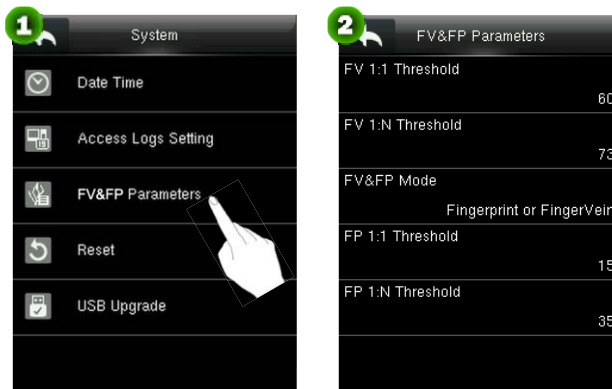 1
System
Date Time
Access Logs Setting
FV&FP Parameters
Reset
USB Upgrade
2
FV&FP Parameters
FV 1:1 Threshold
60
FV 1:N Threshold
73
FV&FP Mode
Fingerprint or FingerVein
FP 1:1 Threshold
15
FP 1:N Threshold
35